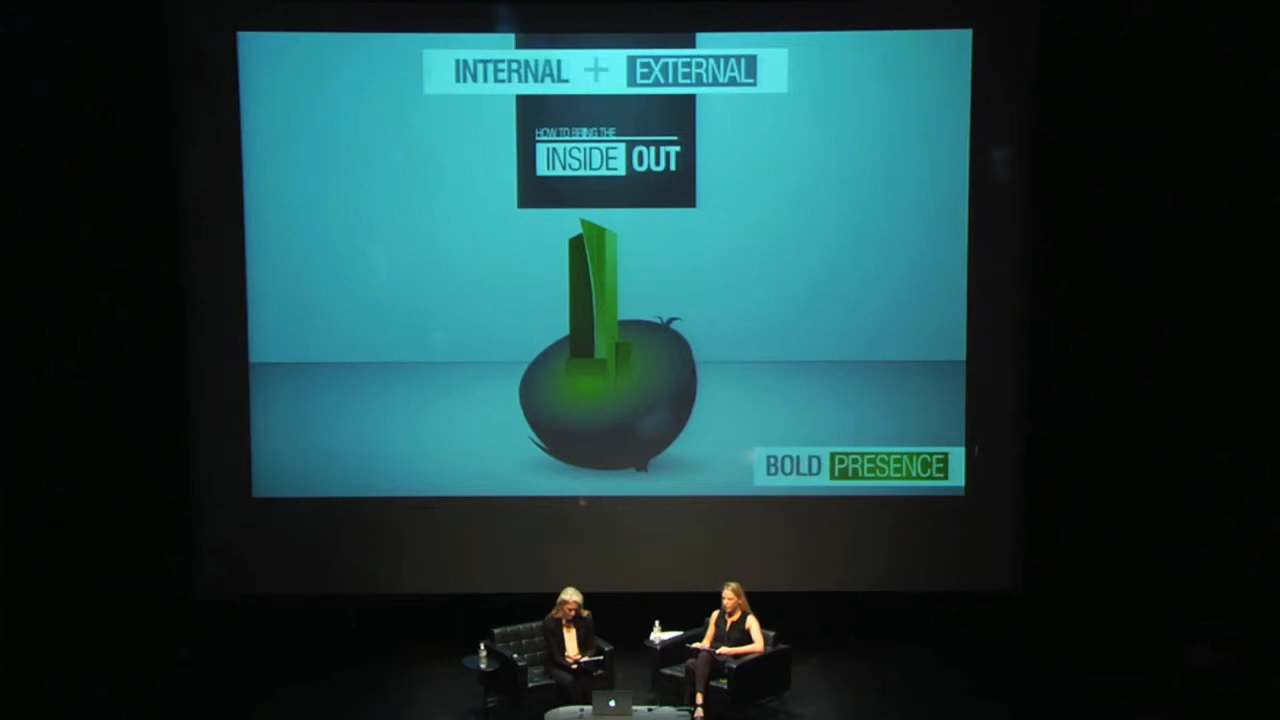 INTERNAL + EXTERNAL
HOW TO BRING THE
INSIDE OUT
BOLD PRESENCE